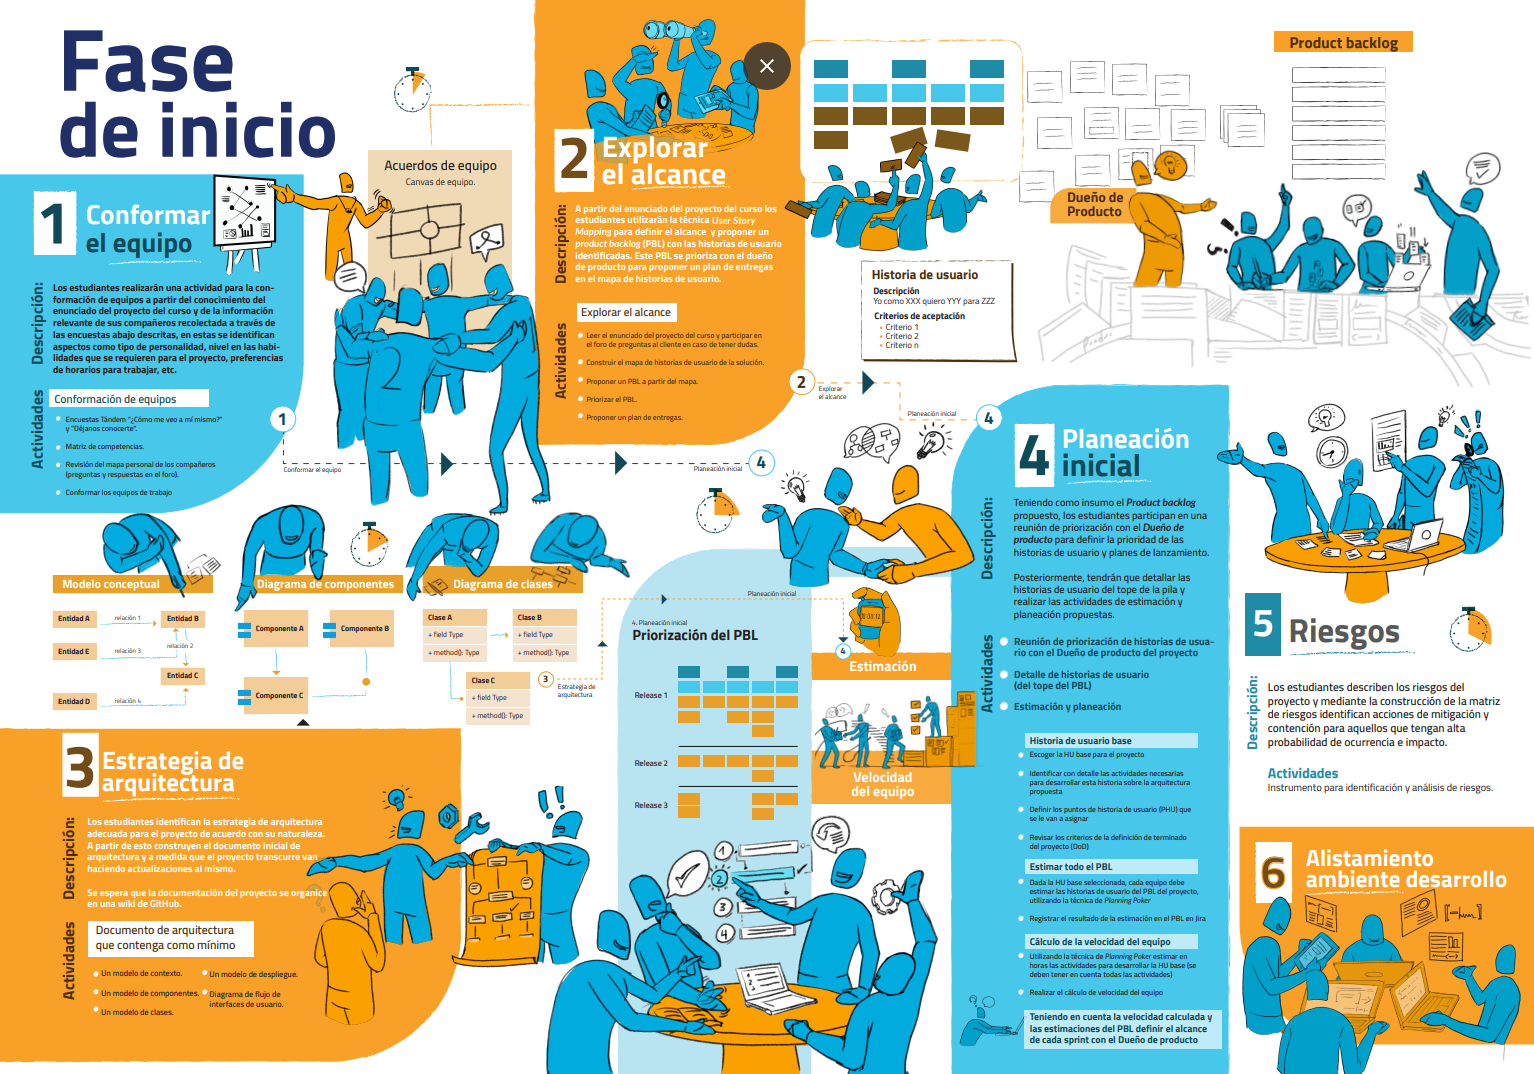 Fase
de inicio
1
Conformar
el equipo
Descripción:
Los estudiantes realizarán una actividad para la con-
formación de equipos a partir del conocimiento del
enunciado del proyecto del curso y de la información
relevante de sus compañeros recolectada a través de
las encuestas abajo descritas, en estas se identifican
aspectos como tipo de personalidad, nivel en las habi-
lidades que se requieren para el proyecto, preferencias
de horarios para trabajar, etc.
Actividades
Conformación de equipos
Encuestas Tándem "¿Cómo me veo a mí mismo?"
y "Déjanos conocerte".
Matriz de competencias.
Revisión del mapa personal de los compañeros
(preguntas y respuestas en el foro).
Conformar los equipos de trabajo
1
Conformar el equipo
Planeación inicial
4
Acuerdos de equipo
Canvas de equipo.
2
Explorar
el alcance
Descripción:
A partir del enunciado del proyecto del curso los
estudiantes utilizarán la técnica User Story
Mapping para definir el alcance y proponer un
product backlog (PBL) con las historias de usuario
identificadas. Este PBL se prioriza con el dueño
de producto para proponer un plan de entregas
en el mapa de historias de usuario.
Actividades
Explorar el alcance
Leer el enunciado del proyecto del curso y participar en
el foro de preguntas al cliente en caso de tener dudas.
Construir el mapa de historias de usuario de la solución.
Proponer un PBL a partir del mapa.
Priorizar el PBL.
Proponer un plan de entregas.
2
Explorar
el alcance
Planeación inicial
4
Historia de usuario
Descripción
Yo como XXX quiero YYY para ZZZ
Criterios de aceptación
Criterio 1
Criterio 2
Criterio n
Product backlog
Dueño de
Producto
Modelo conceptual
Entidad A
relación 1
Entidad B
Entidad E
relación 3
relación 2
Entidad C
Entidad D
relación 4
Diagrama de componentes
Componente A
Componente B
Componente C
Diagrama de clases
Clase A
+ field Type
+ method(): Type
Clase B
+ field Type
+ method(): Type
Clase C
+ field Type
+ method(): Type
3
Estrategia de
arquitectura
Planeación inicial
4
3
Estrategia de
arquitectura
Descripción:
Los estudiantes identifican la estrategia de arquitectura
adecuada para el proyecto de acuerdo con su naturaleza.
A partir de esto construyen el documento inicial de
arquitectura y a medida que el proyecto transcurre van
haciendo actualizaciones al mismo.
Se espera que la documentación del proyecto se organice
en una wiki de GitHub.
Actividades
Documento de arquitectura
que contenga como mínimo
Un modelo de contexto.
Un modelo de componentes.
Un modelo de clases.
Un modelo de despliegue.
Diagrama de flujo de
interfaces de usuario.
4. Planeación inicial
Priorización del PBL
Release 1
Release 2
Release 3
1
2
3
4
Estimación
Velocidad
del equipo
4
Planeación
inicial
Descripción:
Teniendo como insumo el Product backlog
propuesto, los estudiantes participan en una
reunión de priorización con el Dueño de
producto para definir la prioridad de las
historias de usuario y planes de lanzamiento.
Posteriormente, tendrán que detallar las
historias de usuario del tope de la pila y
realizar las actividades de estimación y
planeación propuestas.
Actividades
Reunión de priorización de historias de usua-
rio con el Dueño de producto del proyecto
Detalle de historias de usuario
(del tope del PBL)
Estimación y planeación
Historia de usuario base
Escoger la HU base para el proyecto
Identificar con detalle las actividades necesarias
para desarrollar esta historia sobre la arquitectura
propuesta
Definir los puntos de historia de usuario (PHU) que
se le van a asignar
Revisar los criterios de la definición de terminado
del proyecto (DoD)
Estimar todo el PBL
Dada la HU base seleccionada, cada equipo debe
estimar las historias de usuario del PBL del proyecto,
utilizando la técnica de Planning Poker
Registrar el resultado de la estimación en el PBL en Jira
Cálculo de la velocidad del equipo
Utilizando la técnica de Planning Poker estimar en
horas las actividades para desarrollar la HU base (se
deben tener en cuenta todas las actividades)
Realizar el cálculo de velocidad del equipo
Teniendo en cuenta la velocidad calculada y
las estimaciones del PBL definir el alcance
de cada sprint con el Dueño de producto
5
Riesgos
Descripción:
Los estudiantes describen los riesgos del
proyecto y mediante la construcción de la matriz
de riesgos identifican acciones de mitigación y
contención para aquellos que tengan alta
probabilidad de ocurrencia e impacto.
Actividades
Instrumento para identificación y análisis de riesgos.
6
Alistamiento
ambiente desarrollo